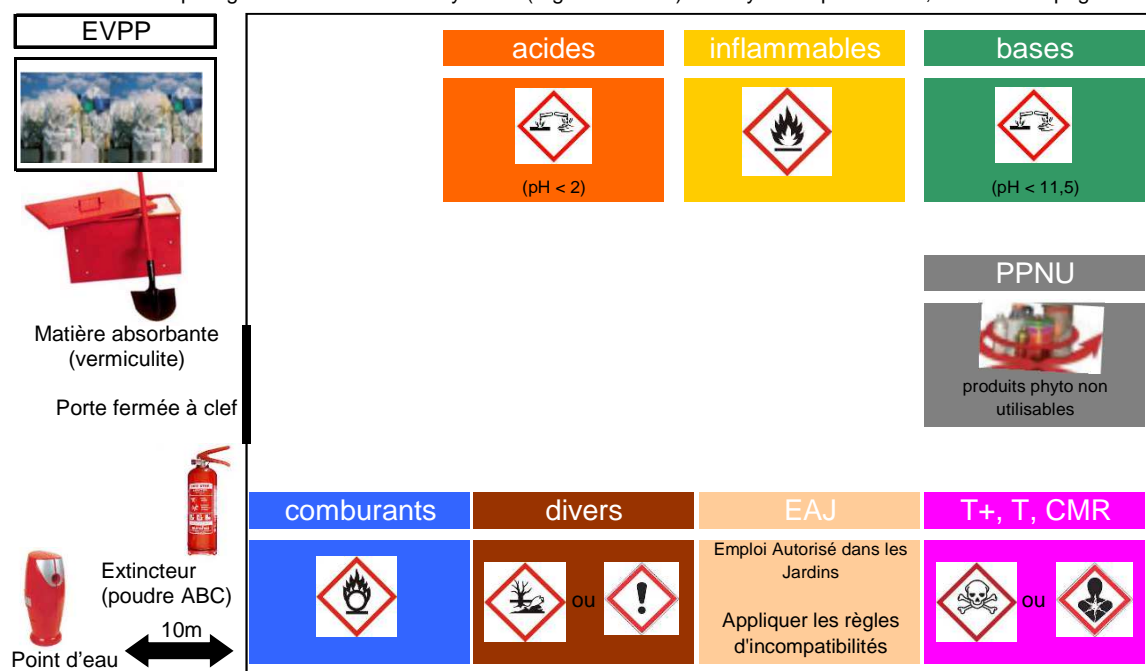 EVPP
acides
inflammables
bases
(pH < 2)
(pH < 11,5)
Matière absorbante
(vermiculite)
Porte fermée à clef
PPNU
produits phyto non
utilisables
Extincteur
(poudre ABC)
10m
Point d'eau
comburants
divers
EAJ
T+, T, CMR
ou
Emploi Autorisé dans les
Jardins
Appliquer les règles
d'incompatibilités
ou